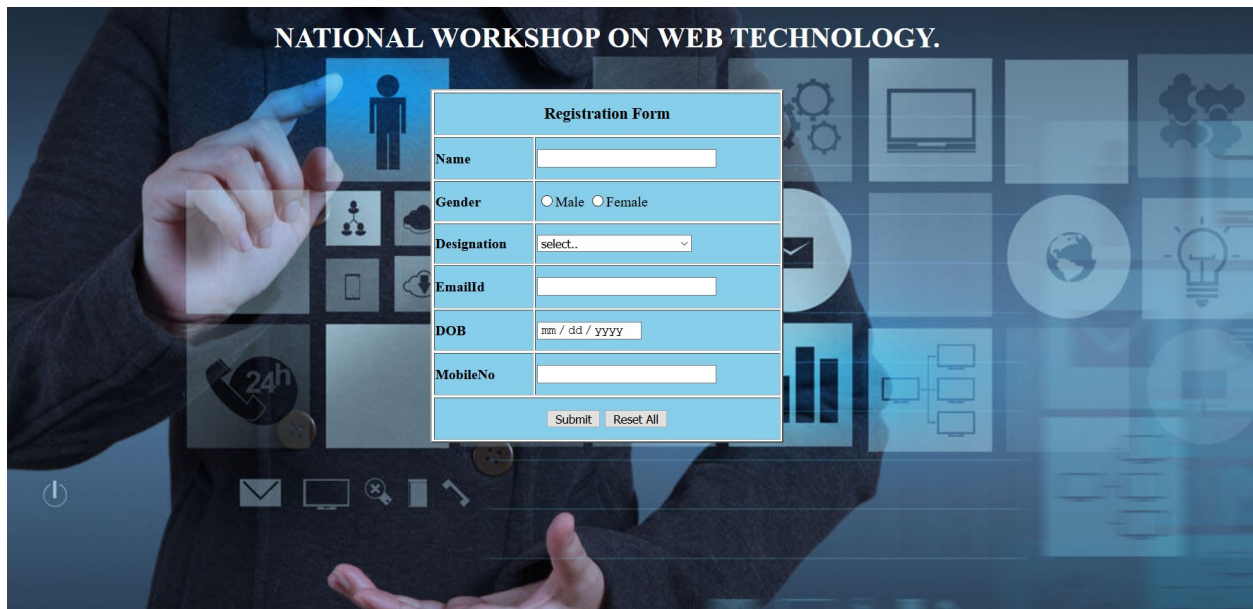 NATIONAL WORKSHOP ON WEB TECHNOLOGY.
Registration Form
Name
Gender
Male Female
Designation
select..
EmailId
DOB
mm / dd / yyyy
MobileNo
Submit Reset All
24h